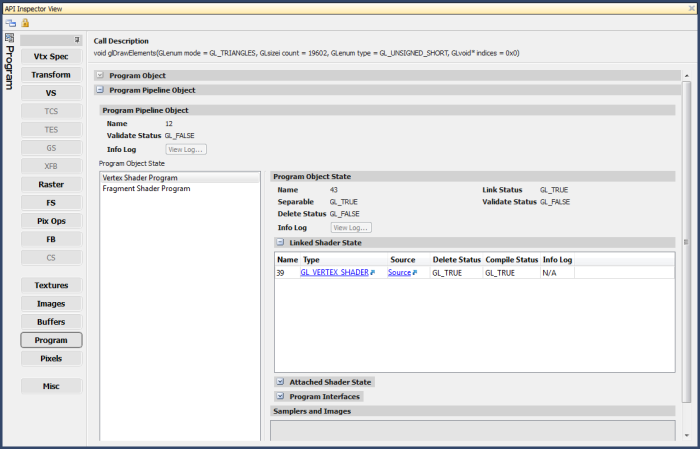 API Inspector View
Program
Vtx Spec
Transform
VS
TCS
TES
GS
XFB
Raster
FS
Pix Ops
FB
CS
Textures
Images
Buffers
Program
Pixels
Misc
Call Description
void glDrawElements(GLenum mode = GL_TRIANGLES, GLsizei count = 19602, GLenum type = GL_UNSIGNED_SHORT, GLvoid* indices = 0x0)
Program Object
Program Pipeline Object
Program Pipeline Object
Name 12
Validate Status GL_FALSE
Info Log View Log...
Program Object State
Vertex Shader Program
Fragment Shader Program
Program Object State
Name 43 Link Status GL_TRUE
Separable GL_TRUE Validate Status GL_FALSE
Delete Status GL_FALSE
Info Log View Log...
Linked Shader State
Name Type Source Delete Status Compile Status Info Log
39 GL_VERTEX_SHADER Source GL_TRUE GL_TRUE N/A
Attached Shader State
Program Interfaces
Samplers and Images